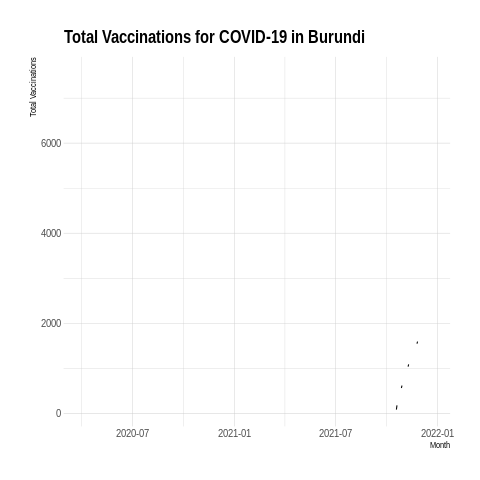 Total Vaccinations for COVID-19 in Burundi
Total Vaccinations
6000
4000
2000
0
2020-07 2021-01 2021-07 2022-01
Month